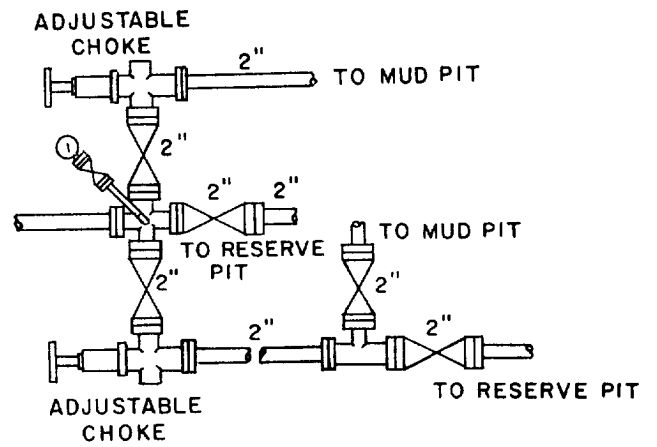 ADJUSTABLE
CHOKE
2"
TO MUD PIT
2"
1
2"
2"
TO RESERVE
PIT
TO MUD PIT
2"
2"
2"
2"
TO RESERVE PIT
ADJUSTABLE
CHOKE